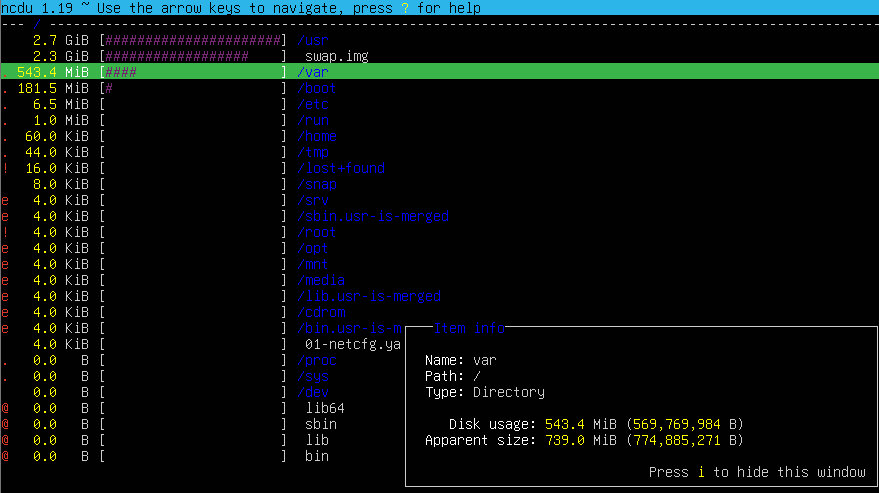 ncdu 1.19 ~ Use the arrow keys to navigate, press ? for help
--- / ---
2.7 GiB [######################] /usr
2.3 GiB [################## ] swap.img
. 543.4 MiB [#### ] /var
. 181.5 MiB [# ] /boot
. 6.5 MiB [ ] /etc
. 1.0 MiB [ ] /run
. 60.0 KiB [ ] /home
. 44.0 KiB [ ] /tmp
! 16.0 KiB [ ] /lost+found
8.0 KiB [ ] /snap
e 4.0 KiB [ ] /srv
e 4.0 KiB [ ] /sbin.usr-is-merged
! 4.0 KiB [ ] /root
e 4.0 KiB [ ] /opt
e 4.0 KiB [ ] /mnt
e 4.0 KiB [ ] /media
e 4.0 KiB [ ] /lib.usr-is-merged
e 4.0 KiB [ ] /cdrom
e 4.0 KiB [ ] /bin.usr-is-m
4.0 KiB [ ] 01-netcfg.ya
. 0.0 B [ ] /proc
. 0.0 B [ ] /sys
0.0 B [ ] /dev
@ 0.0 B [ ] lib64
@ 0.0 B [ ] sbin
@ 0.0 B [ ] lib
@ 0.0 B [ ] bin
Item info
Name: var
Path: /
Type: Directory
Disk usage: 543.4 MiB (569,769,984 B)
Apparent size: 739.0 MiB (774,885,271 B)
Press i to hide this window